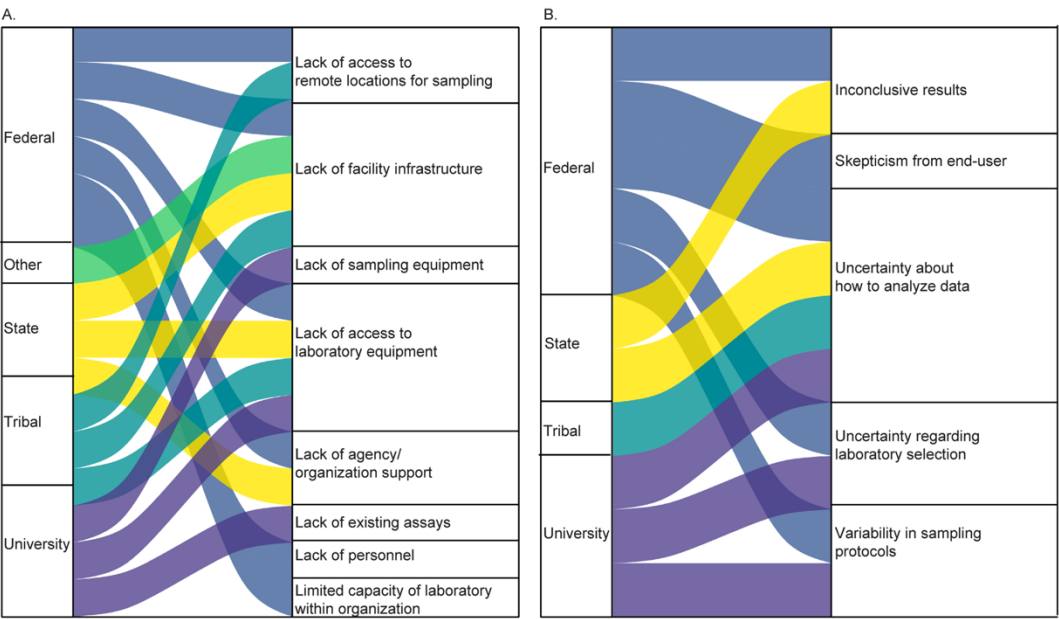 A.
Federal
Other
State
Tribal
University
Lack of access to
remote locations for sampling
Lack of facility infrastructure
Lack of sampling equipment
Lack of access to
laboratory equipment
Lack of agency/
organization support
Lack of existing assays
Lack of personnel
Limited capacity of laboratory
within organization
B.
Federal
State
Tribal
University
Inconclusive results
Skepticism from end-user
Uncertainty about
how to analyze data
Uncertainty regarding
laboratory selection
Variability in sampling
protocols